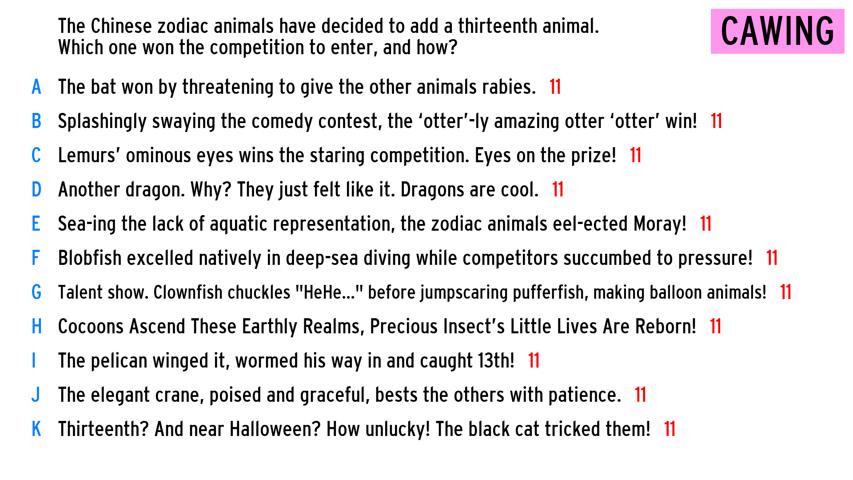 The Chinese zodiac animals have decided to add a thirteenth animal.
Which one won the competition to enter, and how?
CAWING
A The bat won by threatening to give the other animals rabies. 11
B Splashingly swaying the comedy contest, the ‘otter’-ly amazing otter ‘otter’ win! 11
C Lemurs’ ominous eyes wins the staring competition. Eyes on the prize! 11
D Another dragon. Why? They just felt like it. Dragons are cool. 11
E Sea-ing the lack of aquatic representation, the zodiac animals eel-ected Moray! 11
F Blobfish excelled natively in deep-sea diving while competitors succumbed to pressure! 11
G Talent show. Clownfish chuckles "HeHe..." before jumpscaring pufferfish, making balloon animals! 11
H Cocoons Ascend These Earthly Realms, Precious Insect’s Little Lives Are Reborn! 11
I The pelican winged it, wormed his way in and caught 13th! 11
J The elegant crane, poised and graceful, bests the others with patience. 11
K Thirteenth? And near Halloween? How unlucky! The black cat tricked them! 11